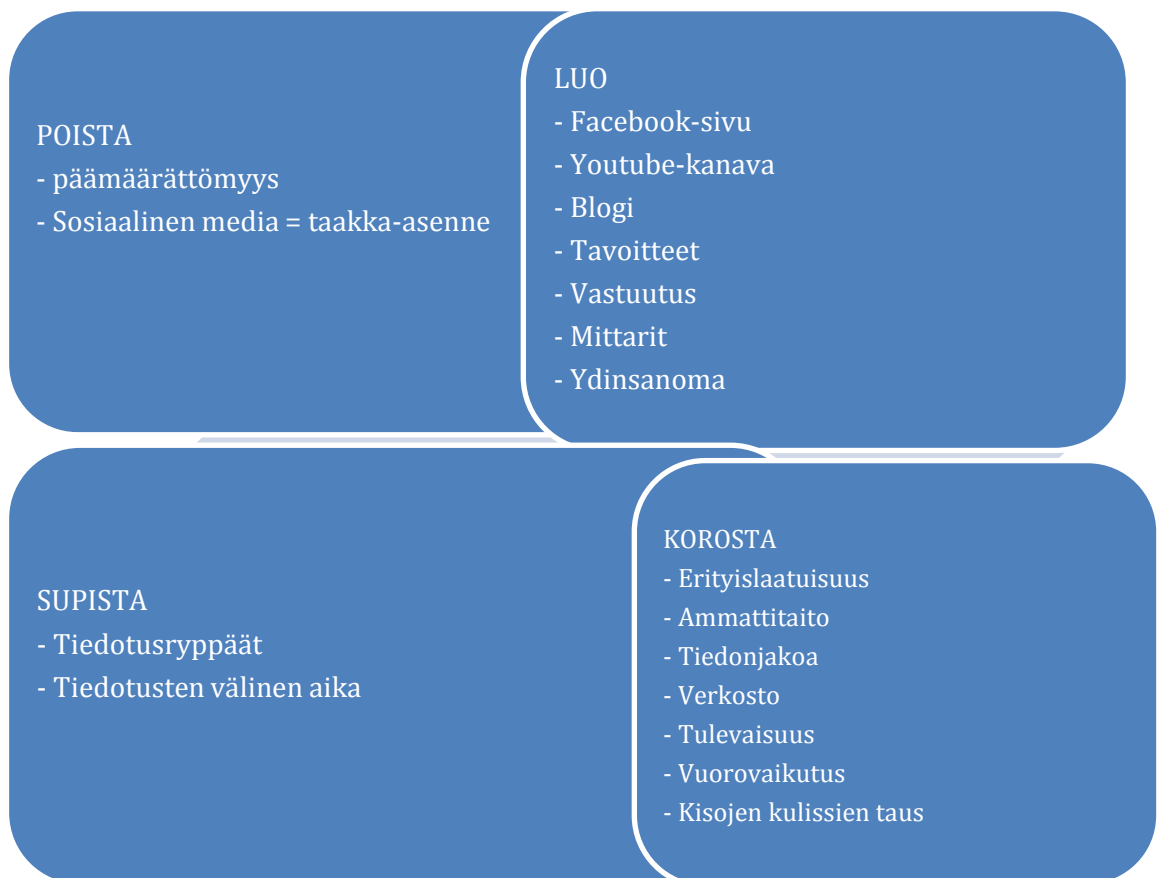 POISTA
- päämäärättömyys
- Sosiaalinen media = taakka-asenne
LUO
- Facebook-sivu
- Youtube-kanava
- Blogi
- Tavoitteet
- Vastuutus
- Mittarit
- Ydinsanoma
SUPISTA
- Tiedotusryppäät
- Tiedotusten välinen aika
KOROSTA
- Erityislaatuisuus
- Ammattitaito
- Tiedonjakoa
- Verkosto
- Tulevaisuus
- Vuorovaikutus
- Kisojen kulissien taus